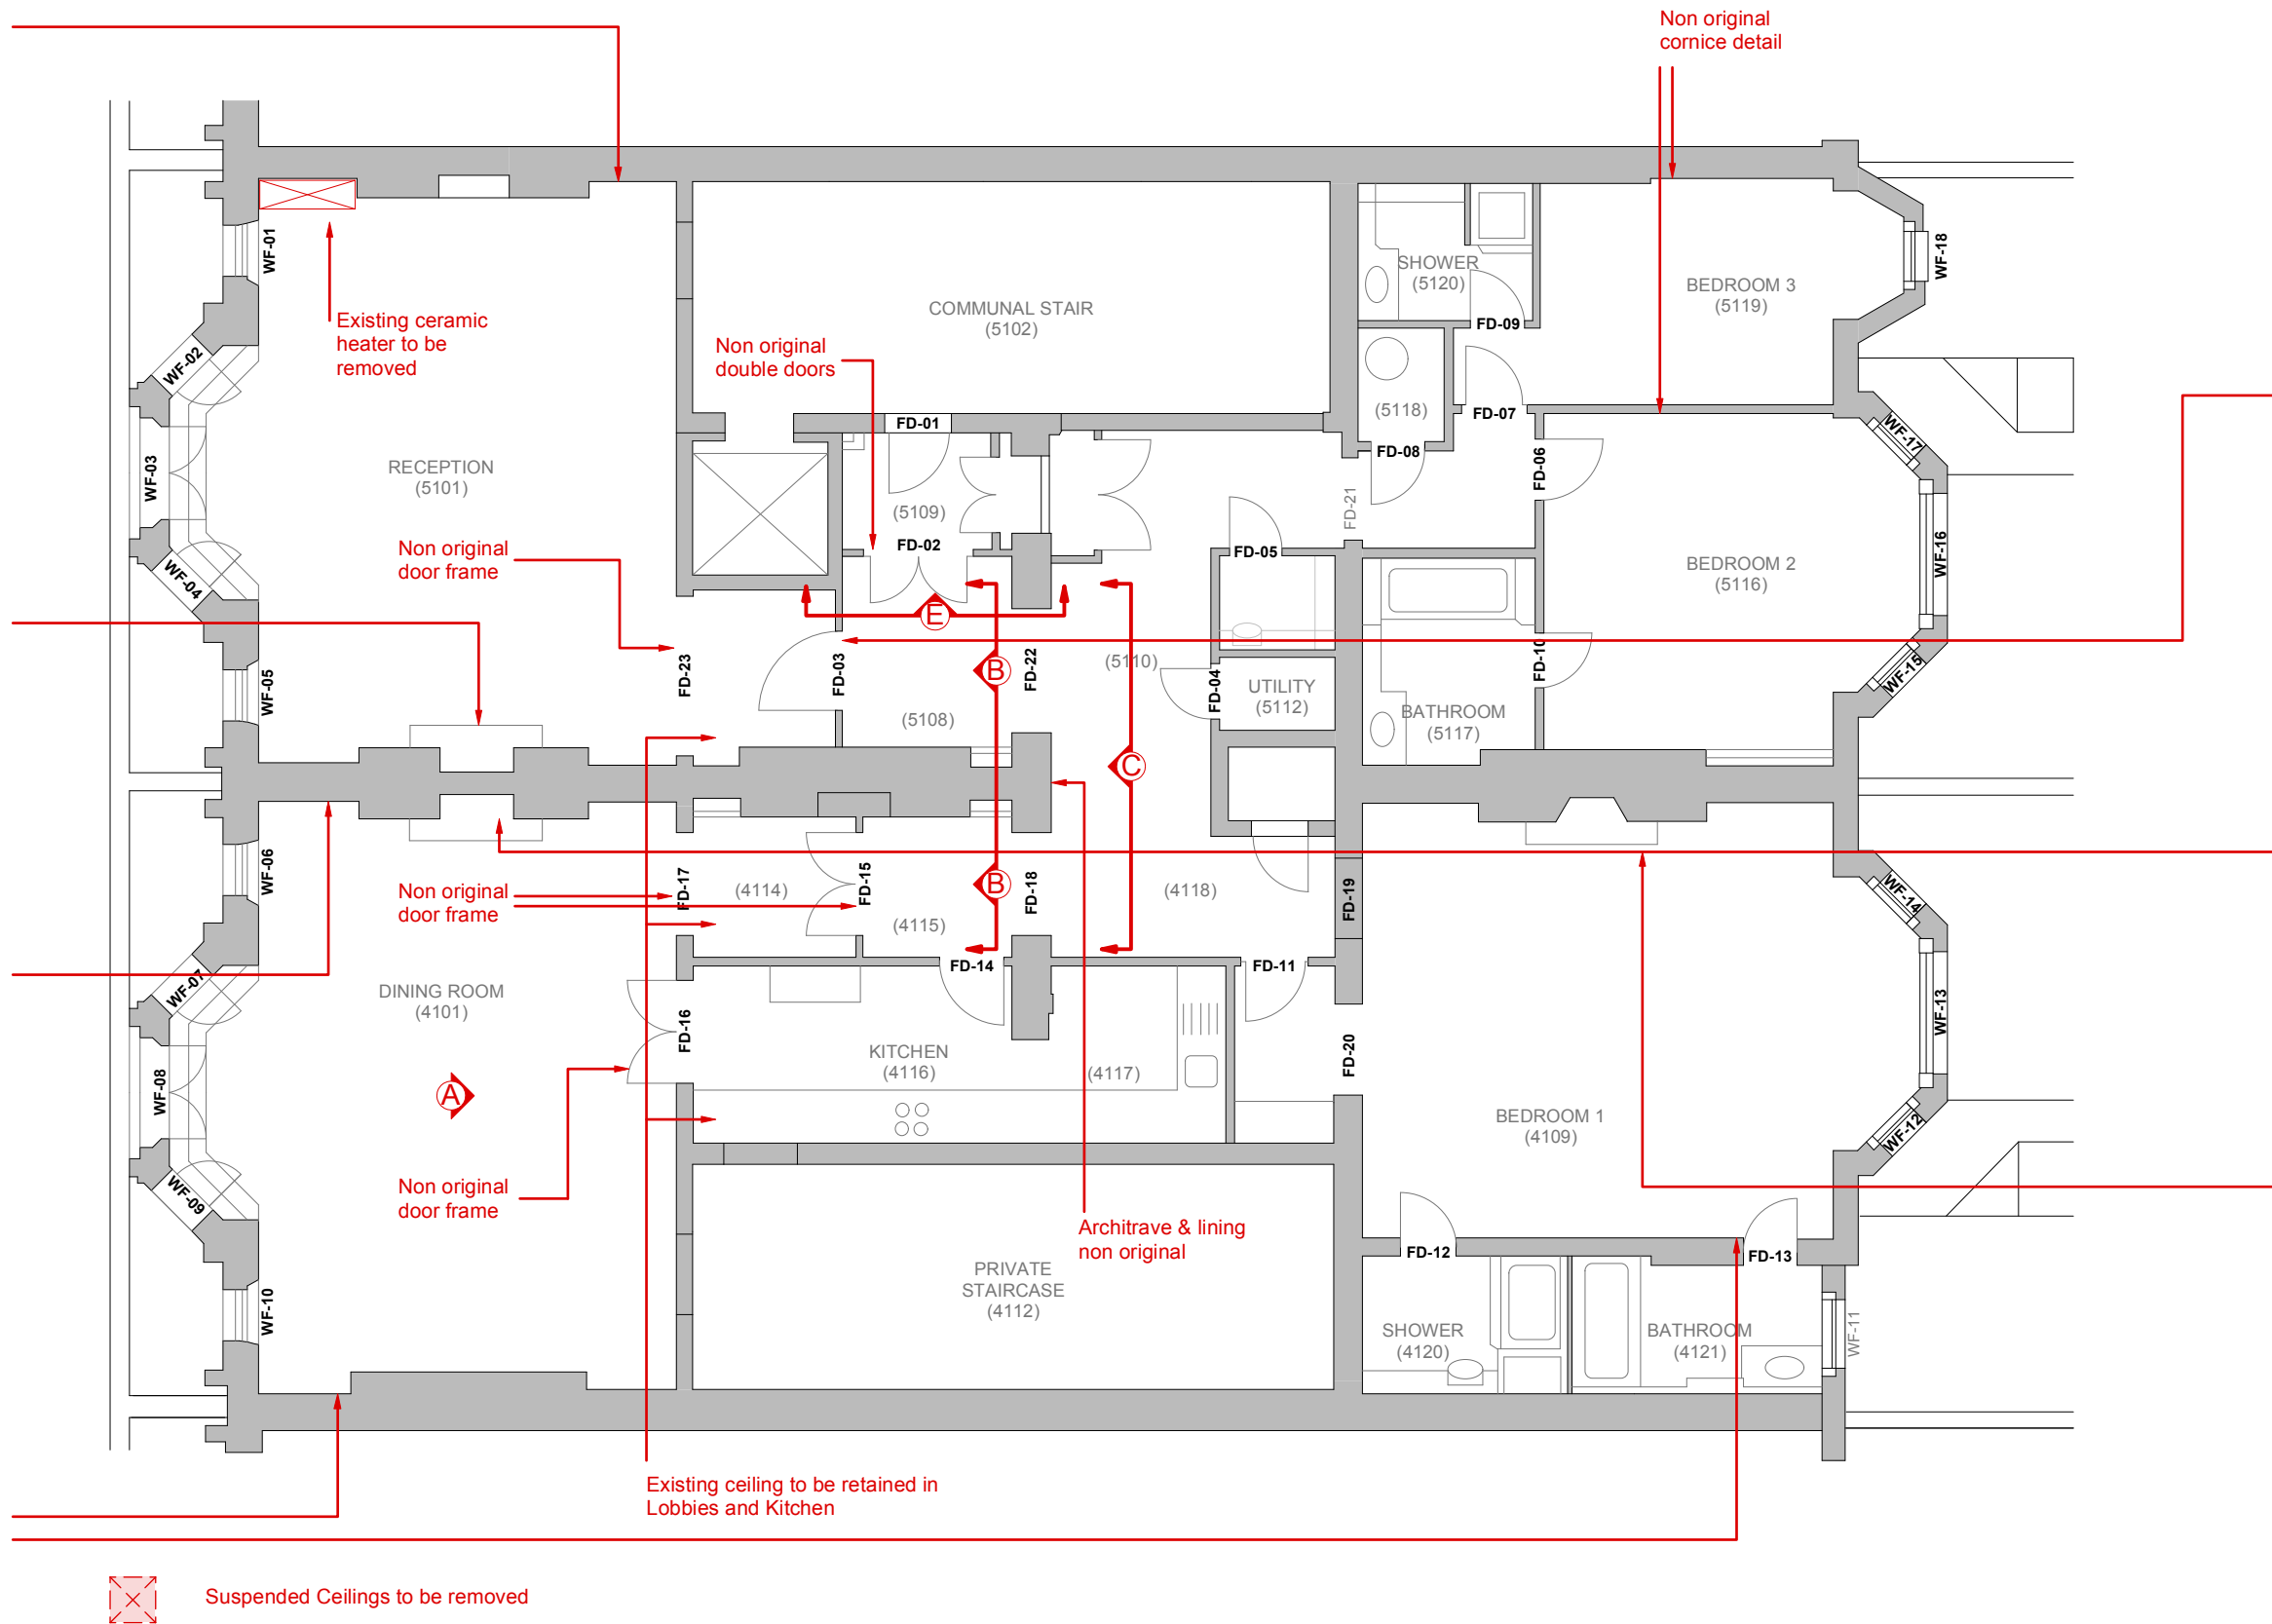 Non original
cornice detail
WF-01
WF-18
SHOWER
(5120)
BEDROOM 3
(5119)
COMMUNAL STAIR
(5102)
Existing ceramic
heater to be
removed
FD-09
Non original
double doors
WF-02
FD-01
(5118)
FD-07
WF-17
FD-08
WF-03
RECEPTION
(5101)
FD-06
(5109)
FD-21
Non original
door frame
FD-02
FD-05
WF-16
WF-04
BEDROOM 2
(5116)
E
B
FD-23
FD-03
FD-22
(5110)
FD-10
WF-05
FD-04
UTILITY
(5112)
WF-15
(5108)
BATHROOM
(5117)
C
WF-06
Non original
door frame
FD-17
(4114)
FD-15
B
FD-18
(4118)
FD-19
WF-14
(4115)
FD-14
FD-11
WF-07
DINING ROOM
(4101)
WF-13
FD-16
FD-20
KITCHEN
(4116)
(4117)
WF-08
A
BEDROOM 1
(4109)
WF-12
WF-09
Non original
door frame
Architrave & lining
non original
FD-12
FD-13
PRIVATE
STAIRCASE
(4112)
WF-10
SHOWER
(4120)
BATHROOM
(4121)
WF-11
Existing ceiling to be retained in
Lobbies and Kitchen
Suspended Ceilings to be removed